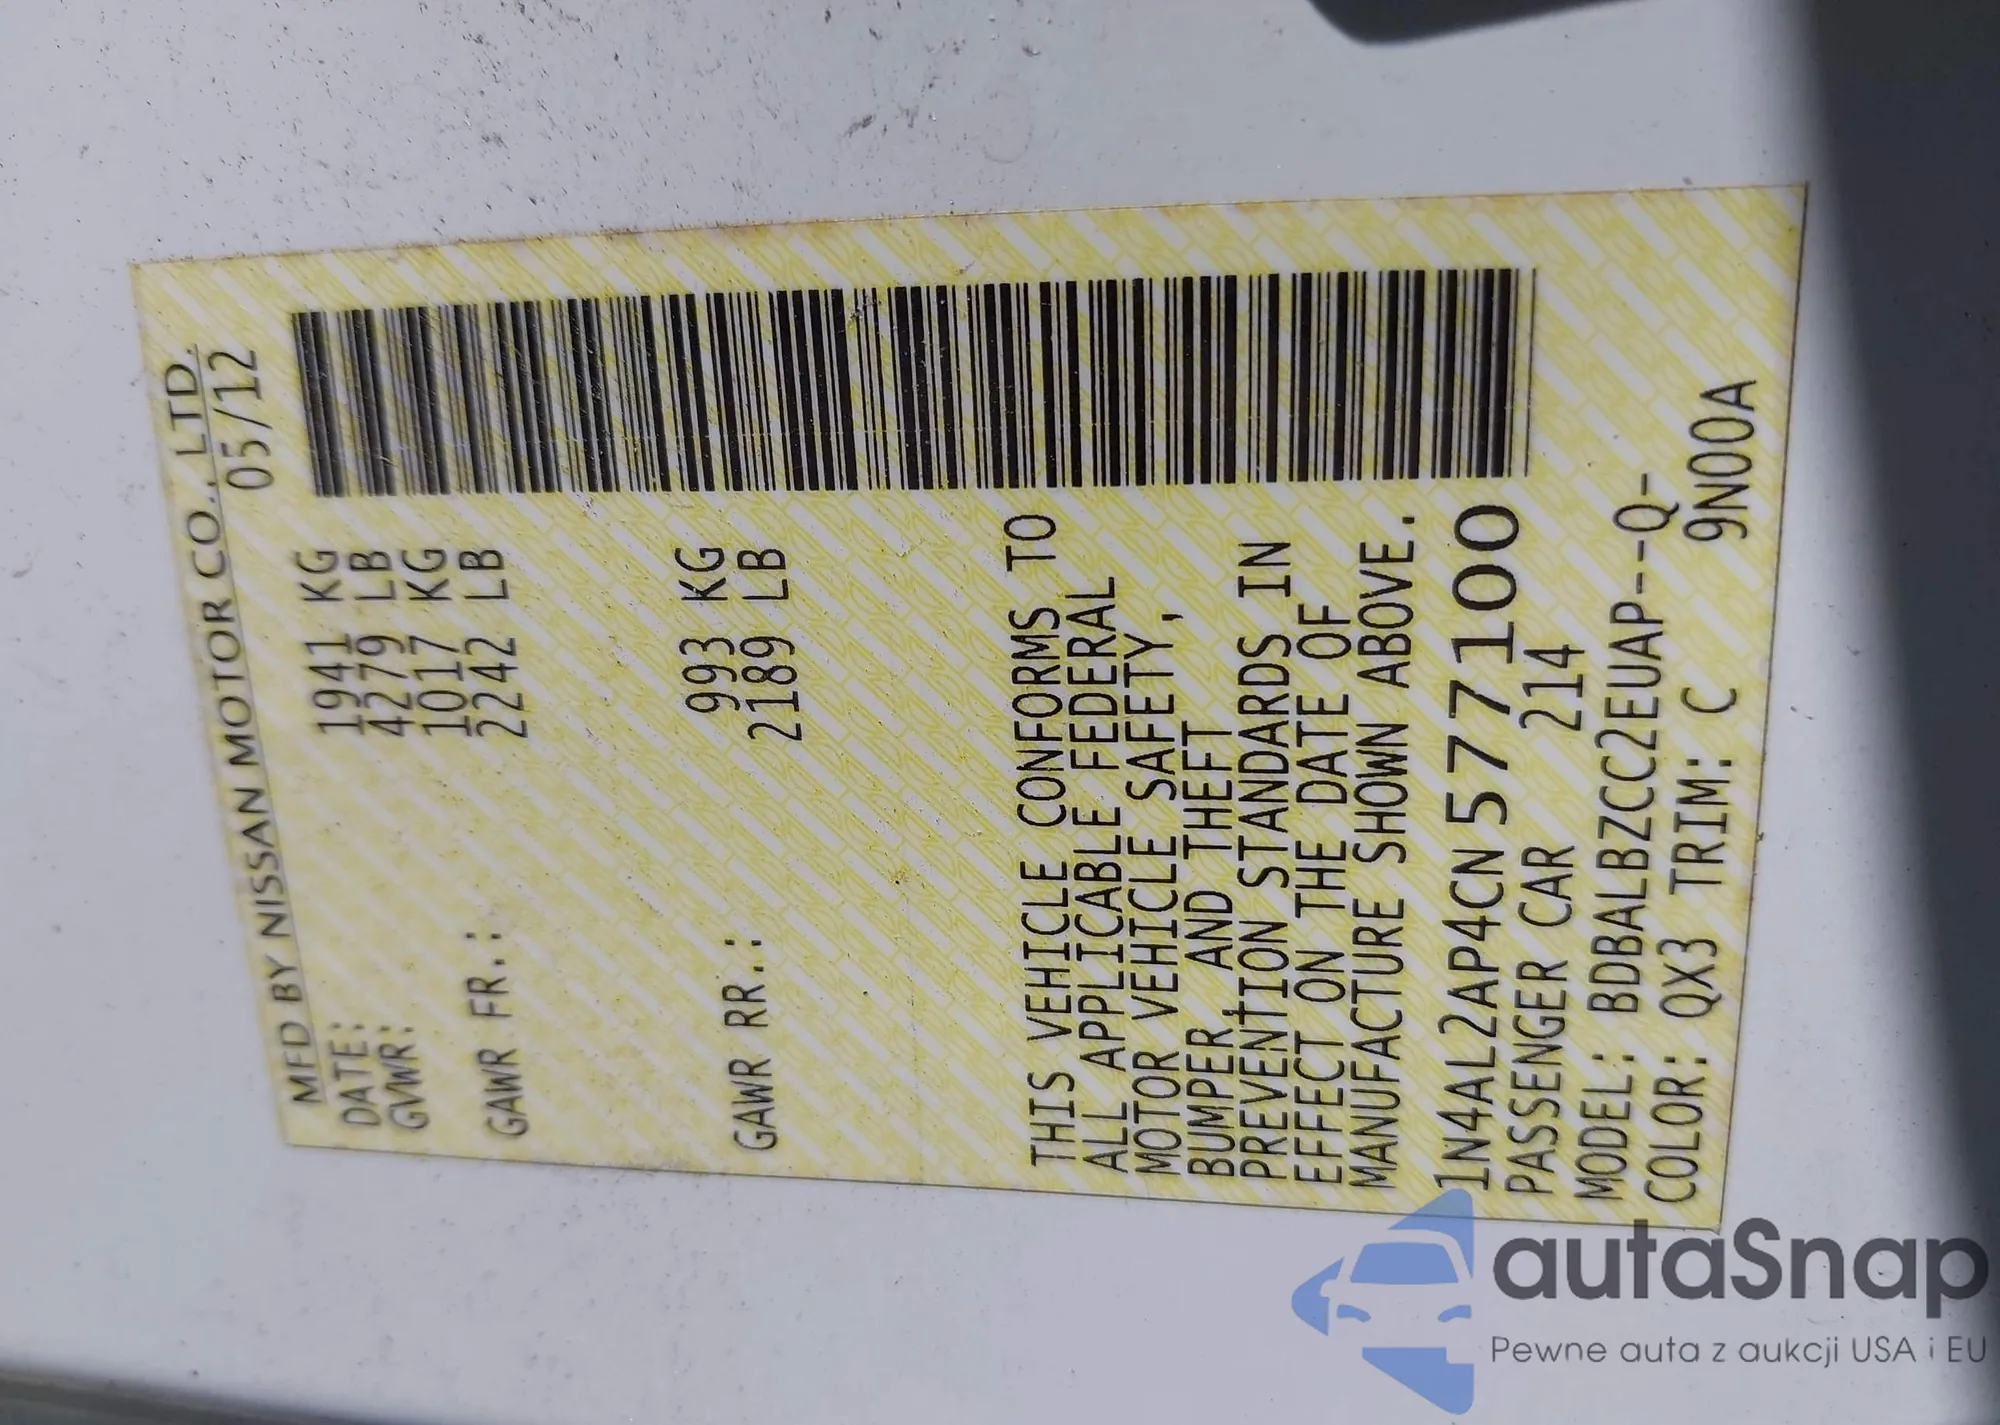 MFD BY NISSAN MOTOR CO., LTD.
DATE: 05/12
GVWR: 1941 KG
4279 LB
GAWR FR.: 1017 KG
2242 LB
GAWR RR.: 993 KG
2189 LB
THIS VEHICLE CONFORMS TO
ALL APPLICABLE FEDERAL
MOTOR VEHICLE SAFETY,
BUMPER, AND THEFT
PREVENTION STANDARDS IN
EFFECT ON THE DATE OF
MANUFACTURE SHOWN ABOVE.
1N4AL2AP4CN577100
PASSENGER CAR 214
MODEL: BDBALBZCC2EUAP--Q-
COLOR: QX3 TRIM: C 9N00A
autaSnap
Pewne auta z aukcji USA i EU